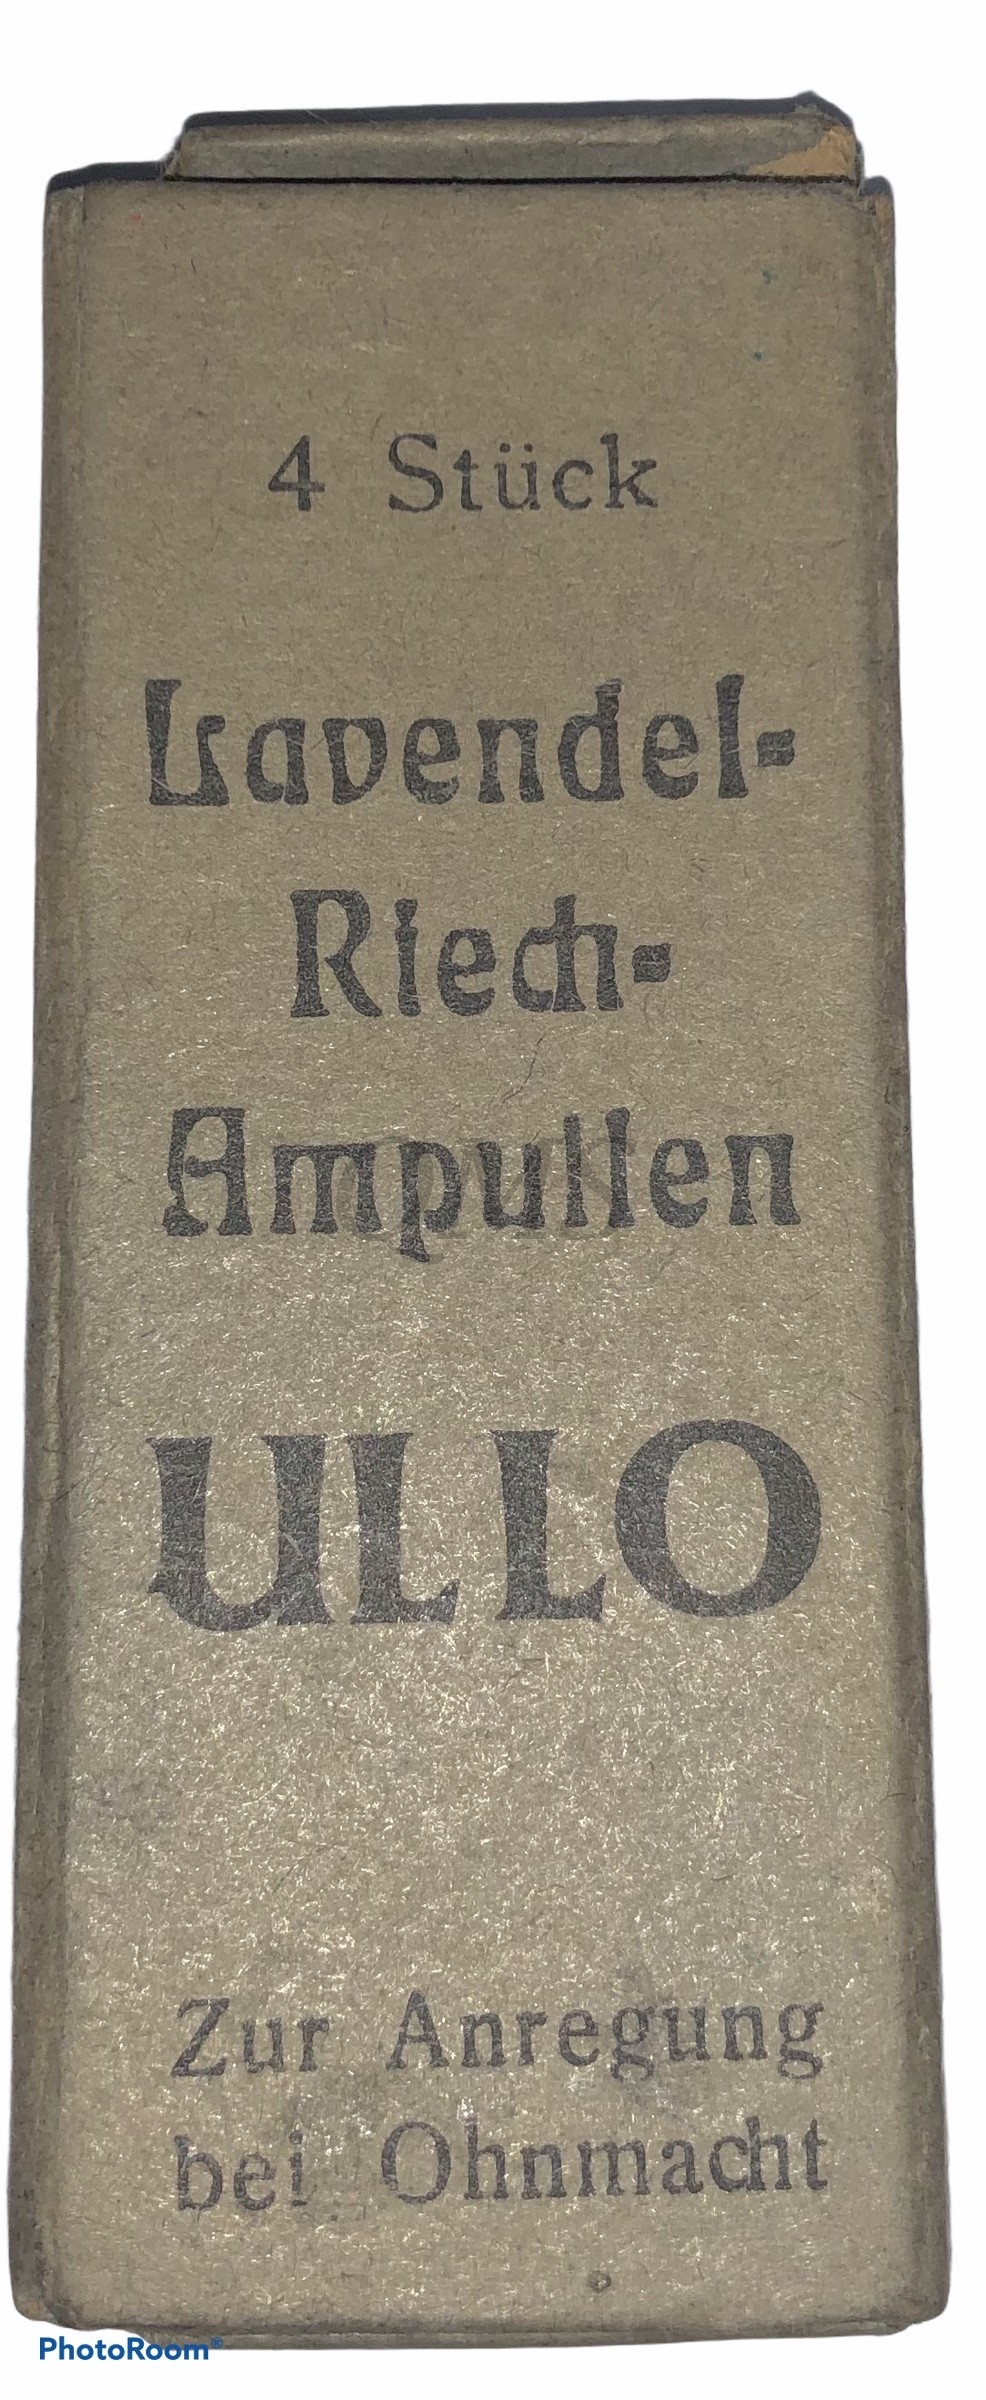 4 Stück
Lavendel-
Riech-
Ampullen
ULLO
Zur Anregung
bei Ohnmacht
PhotoRoom®